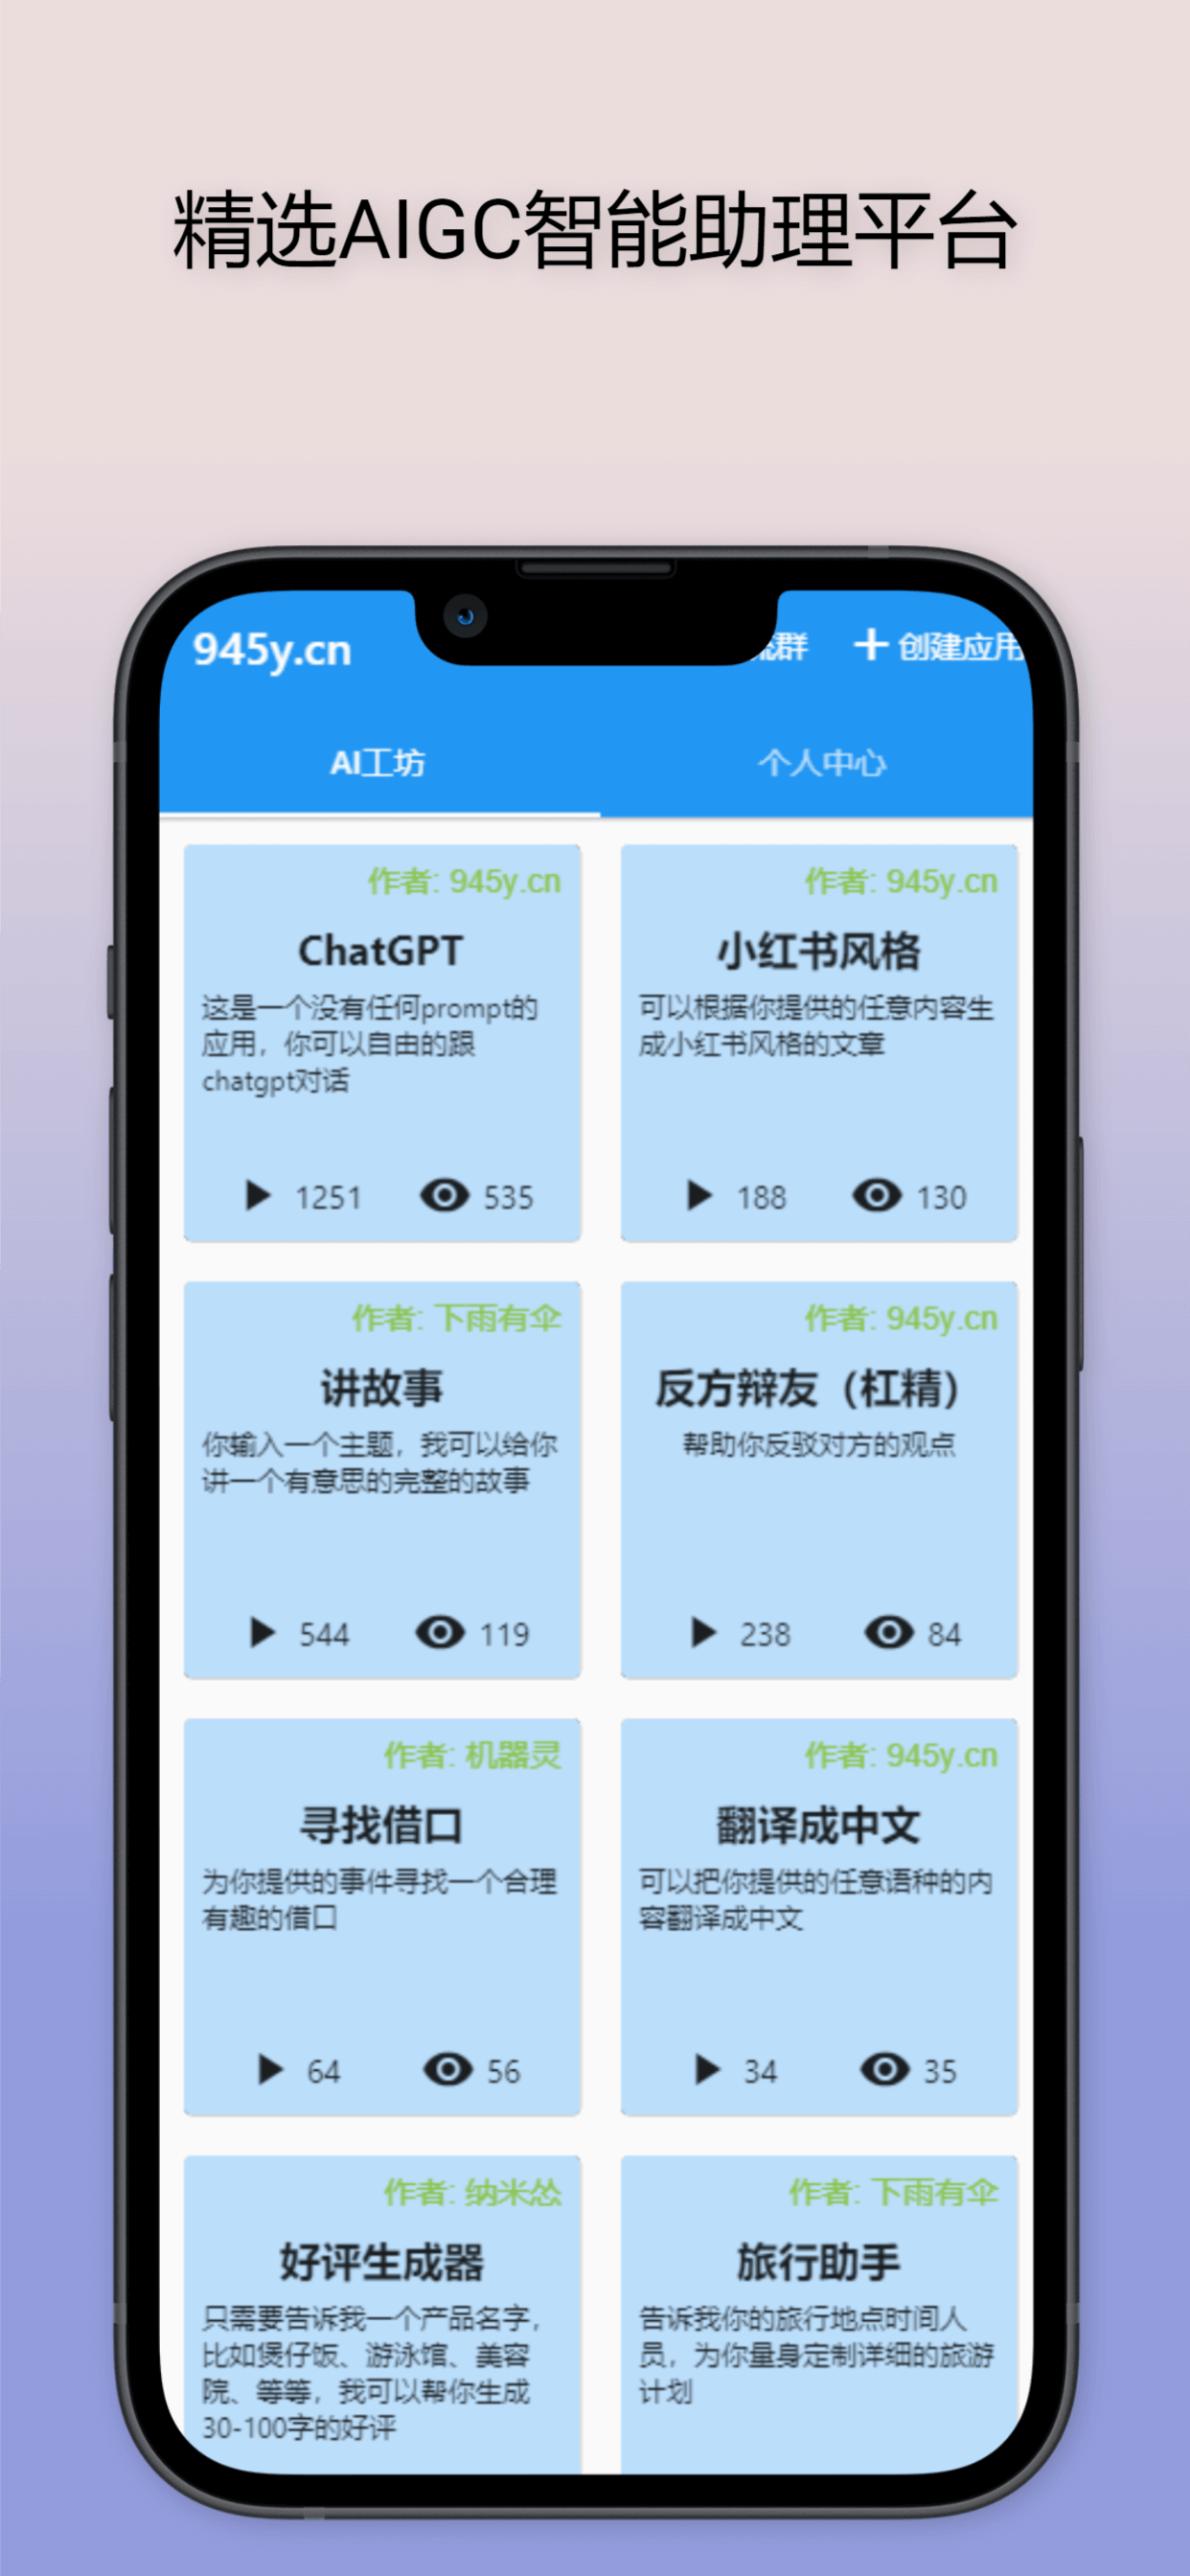 精选AIGC智能助理平台
945y.cn
流群
创建应用
AI工坊
个人中心
作者: 945y.cn
ChatGPT
这是一个没有任何prompt的
应用，你可以自由的跟
chatgpt对话
1251
535
作者: 945y.cn
小红书风格
可以根据你提供的任意内容生
成小红书风格的文章
188
130
作者: 下雨有伞
讲故事
你输入一个主题，我可以给你
讲一个有意思的完整的故事
544
119
作者: 945y.cn
反方辩友（杠精）
帮助你反驳对方的观点
238
84
作者: 机器灵
寻找借口
为你提供的事件寻找一个合理
有趣的借口
64
56
作者: 945y.cn
翻译成中文
可以把你提供的任意语种的内
容翻译成中文
34
35
作者: 纳米怂
好评生成器
只需要告诉我一个产品名字，
比如煲仔饭、游泳馆、美容
院、等等，我可以帮你生成
30-100字的好评
作者: 下雨有伞
旅行助手
告诉我你的旅行地点时间人
员，为你量身定制详细的旅游
计划